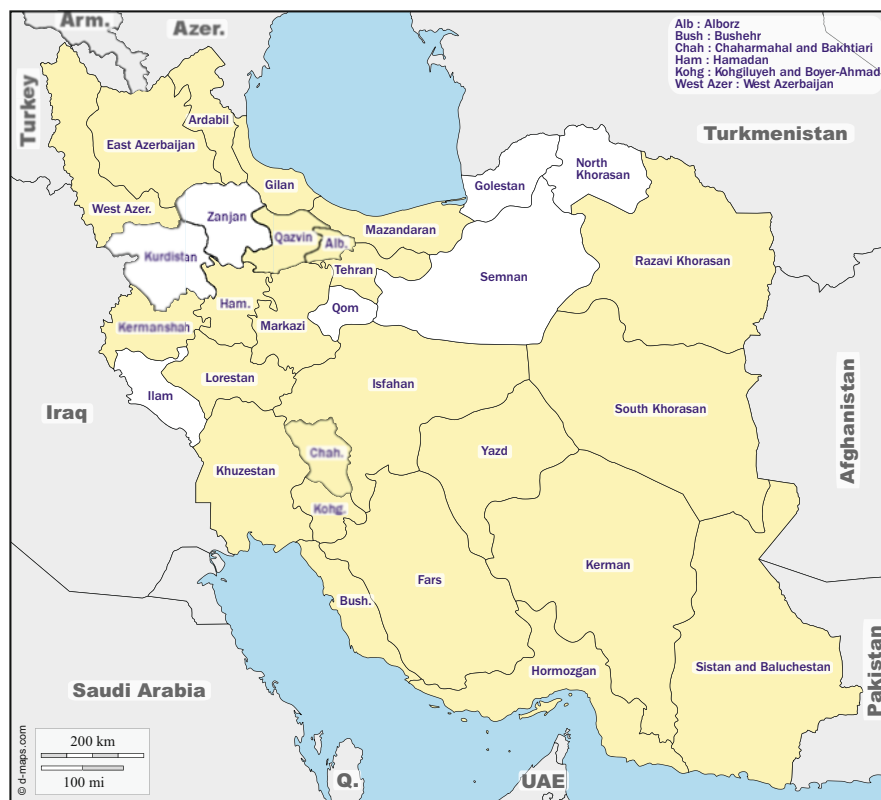 Arm.
Azer.
Alb : Alborz
Bush : Bushehr
Chah : Chaharmahal and Bakhtiari
Ham : Hamadan
Kohg : Kohgiluyeh and Boyer-Ahmad
West Azer : West Azerbaijan
Turkey
Ardabil
Turkmenistan
East Azerbaijan
North
Khorasan
Gilan
Golestan
West Azer.
Zanjan
Mazandaran
Qazvin
Alb.
Kurdistan
Razavi Khorasan
Tehran
Semnan
Ham.
Qom
Kermanshah
Markazi
Lorestan
Isfahan
Ilam
Iraq
South Khorasan
Afghanistan
Chah.
Yazd
Khuzestan
Kohg.
Kerman
Fars
Bush.
Hormozgan
Sistan and Baluchestan
Pakistan
Saudi Arabia
© d-maps.com
200 km
100 mi
Q.
UAE